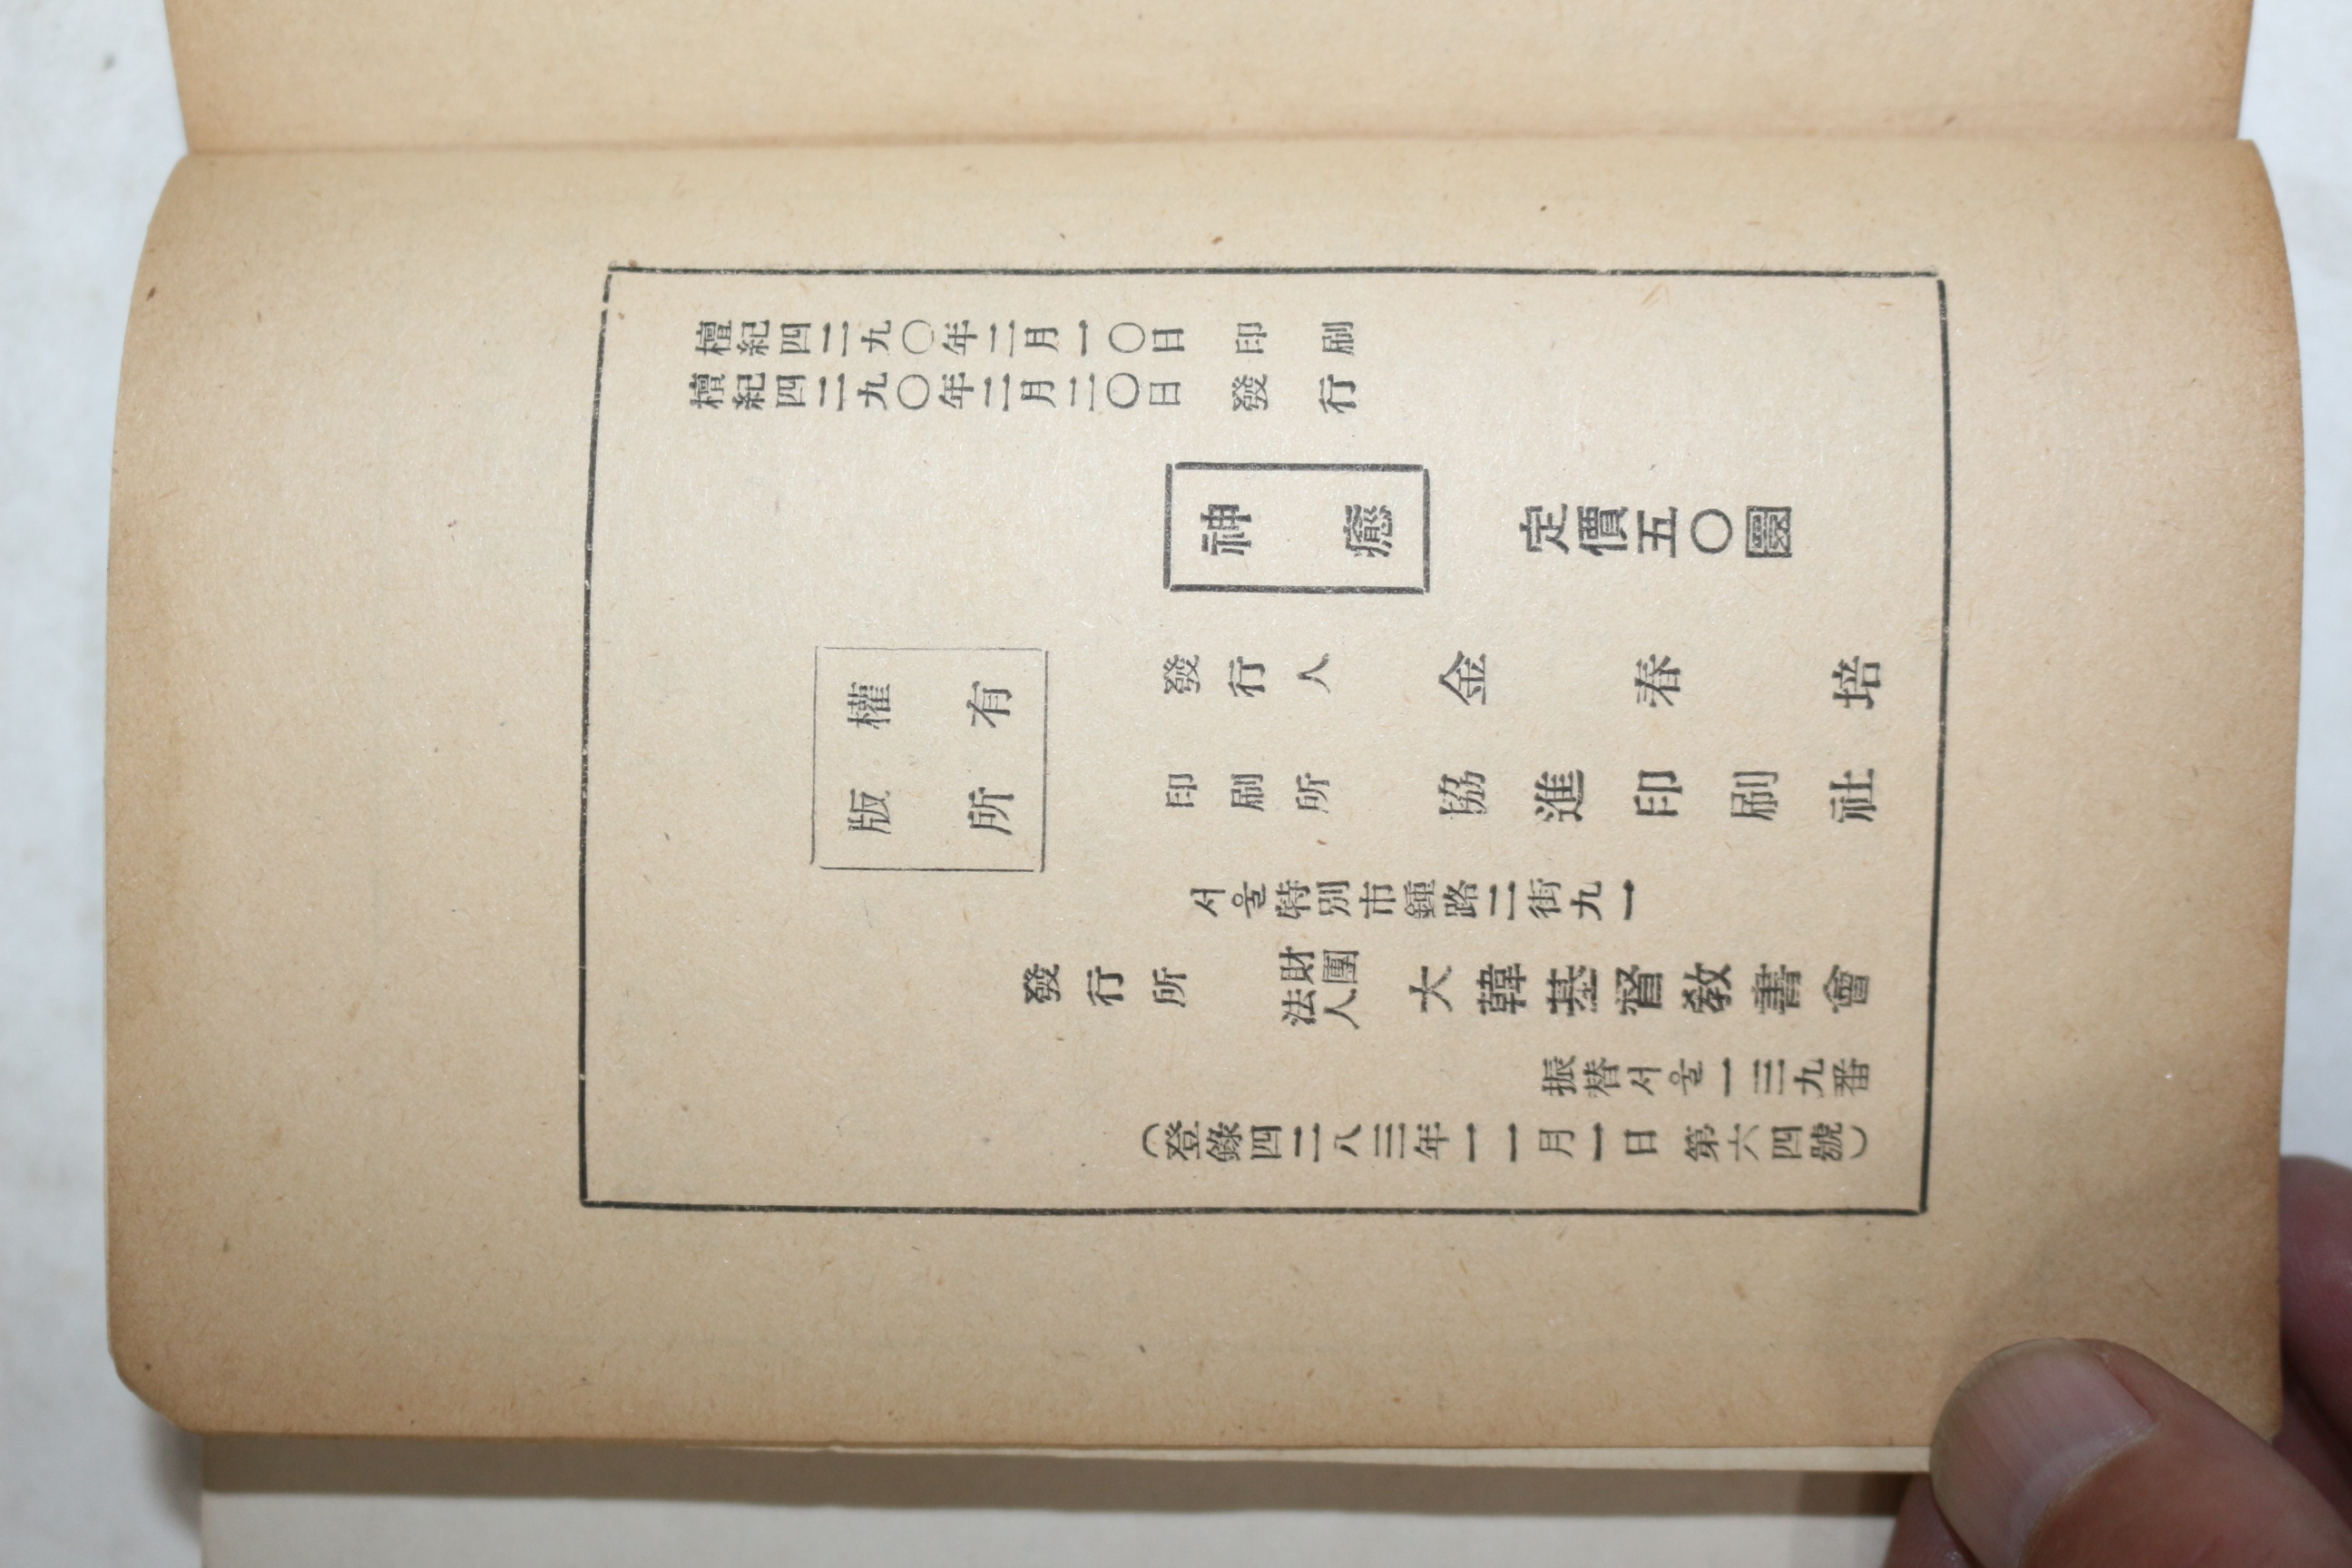 檀紀四二九〇年二月一〇日 印刷
檀紀四二九〇年二月二〇日 發行
神癒 定價五〇圜
版權
所有
發行人 金春培
印刷所 協進印刷社
서울特別市鍾路二街九一
發行所 財團法人 大韓基督敎書會
振替서울一三九番
(登錄四二八三年一一月一日 第六四號)